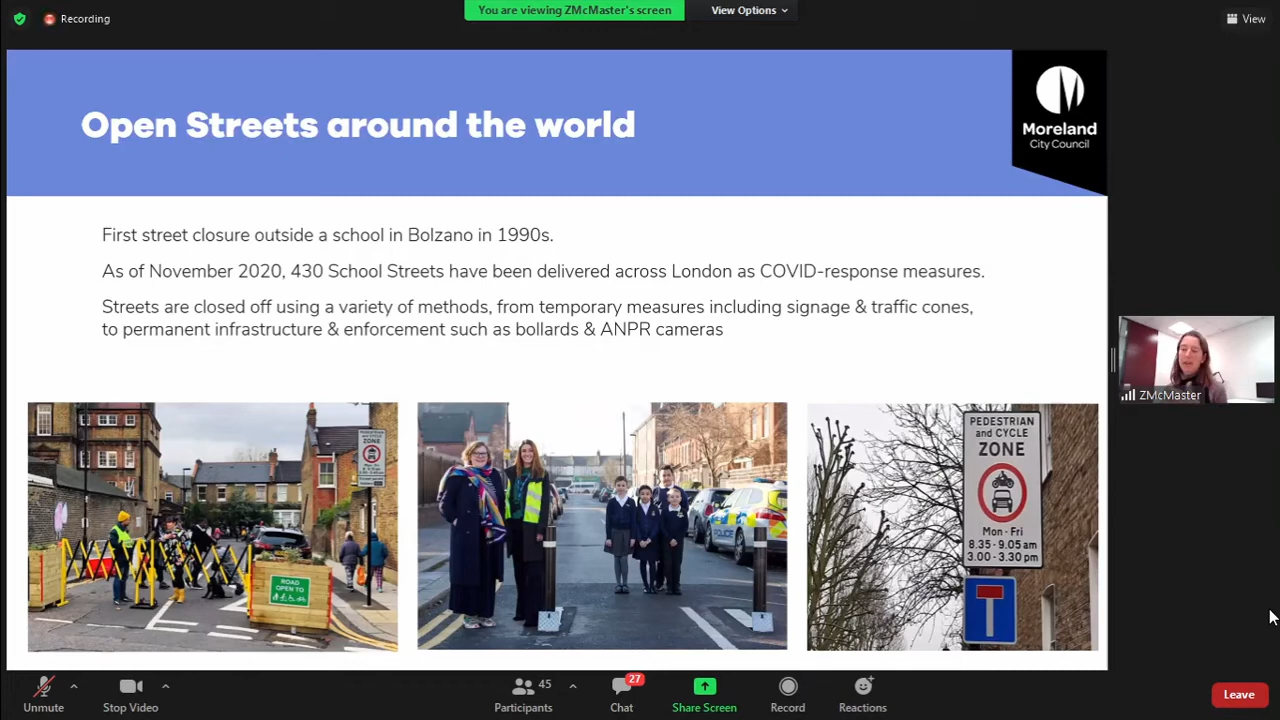 Recording
You are viewing ZMcMaster's screen
View Options
View
Open Streets around the world
Moreland
City Council
First street closure outside a school in Bolzano in 1990s.
As of November 2020, 430 School Streets have been delivered across London as COVID-response measures.
Streets are closed off using a variety of methods, from temporary measures including signage & traffic cones,
to permanent infrastructure & enforcement such as bollards & ANPR cameras
ZMcMaster
ZONE
ROAD
OPEN TO
POLICE
PEDESTRIAN
and CYCLE
ZONE
Mon - Fri
8.35 - 9.05 am
3.00 - 3.30 pm
Unmute
Stop Video
45
Participants
27
Chat
Share Screen
Record
Reactions
Leave